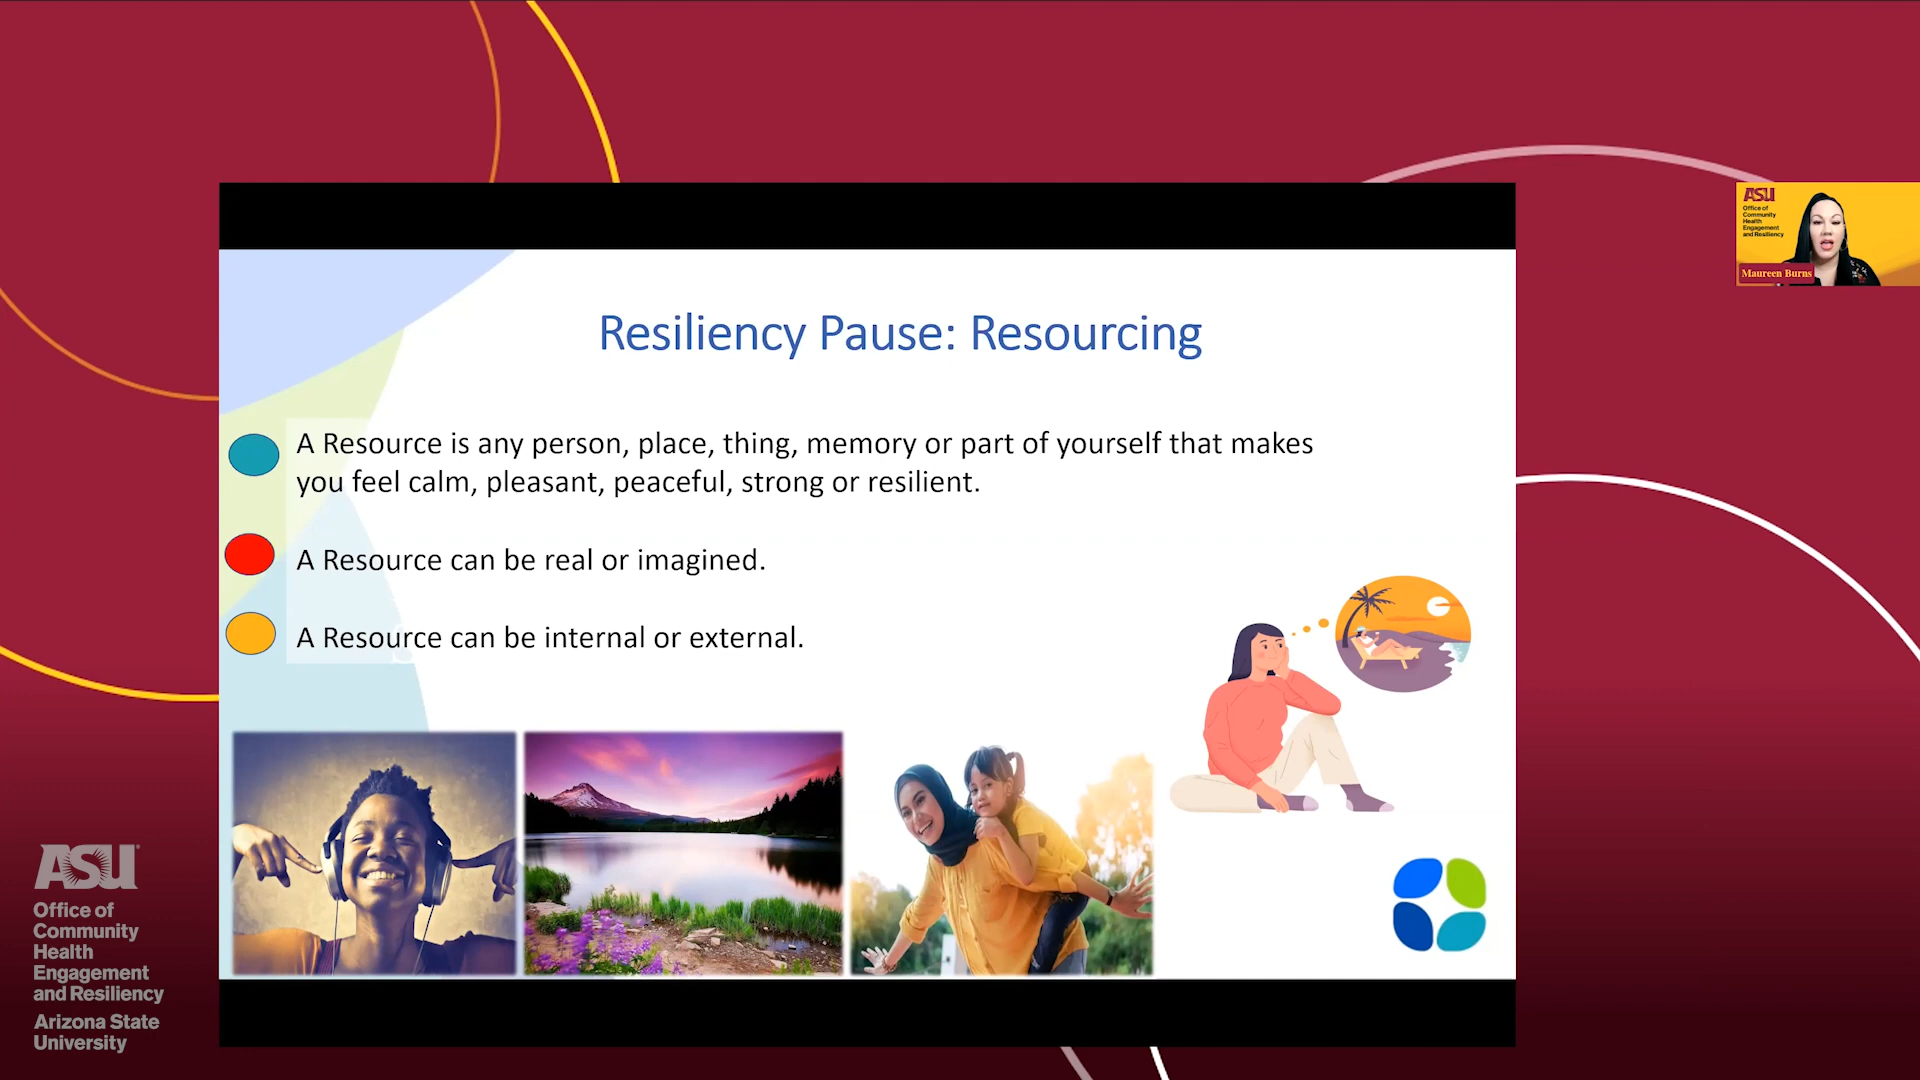 Resiliency Pause: Resourcing
A Resource is any person, place, thing, memory or part of yourself that makes
you feel calm, pleasant, peaceful, strong or resilient.
A Resource can be real or imagined.
A Resource can be internal or external.
ASU
Office of
Community
Health
Engagement
and Resiliency
Maureen Burns
ASU
Office of
Community
Health
Engagement
and Resiliency
Arizona State
University